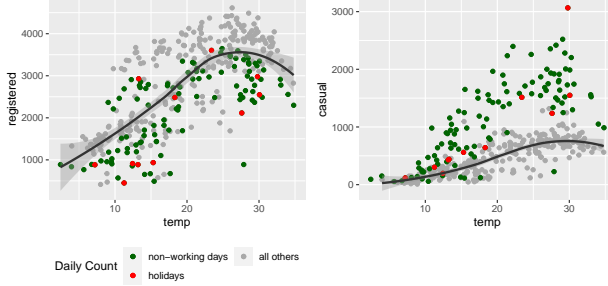 registered
4000
3000
2000
1000
10
20
30
temp
casual
3000
2000
1000
0
10
20
30
temp
Daily Count
non−working days
all others
holidays